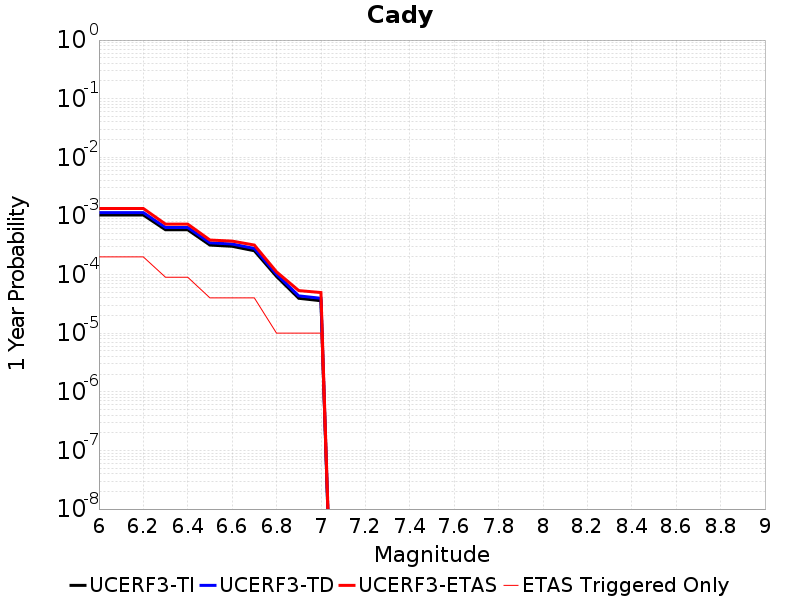 Cady
1 Year Probability
10^0
10^-1
10^-2
10^-3
10^-4
10^-5
10^-6
10^-7
10^-8
6 6.2 6.4 6.6 6.8 7 7.2 7.4 7.6 7.8 8 8.2 8.4 8.6 8.8 9
Magnitude
UCERF3-TI UCERF3-TD UCERF3-ETAS ETAS Triggered Only